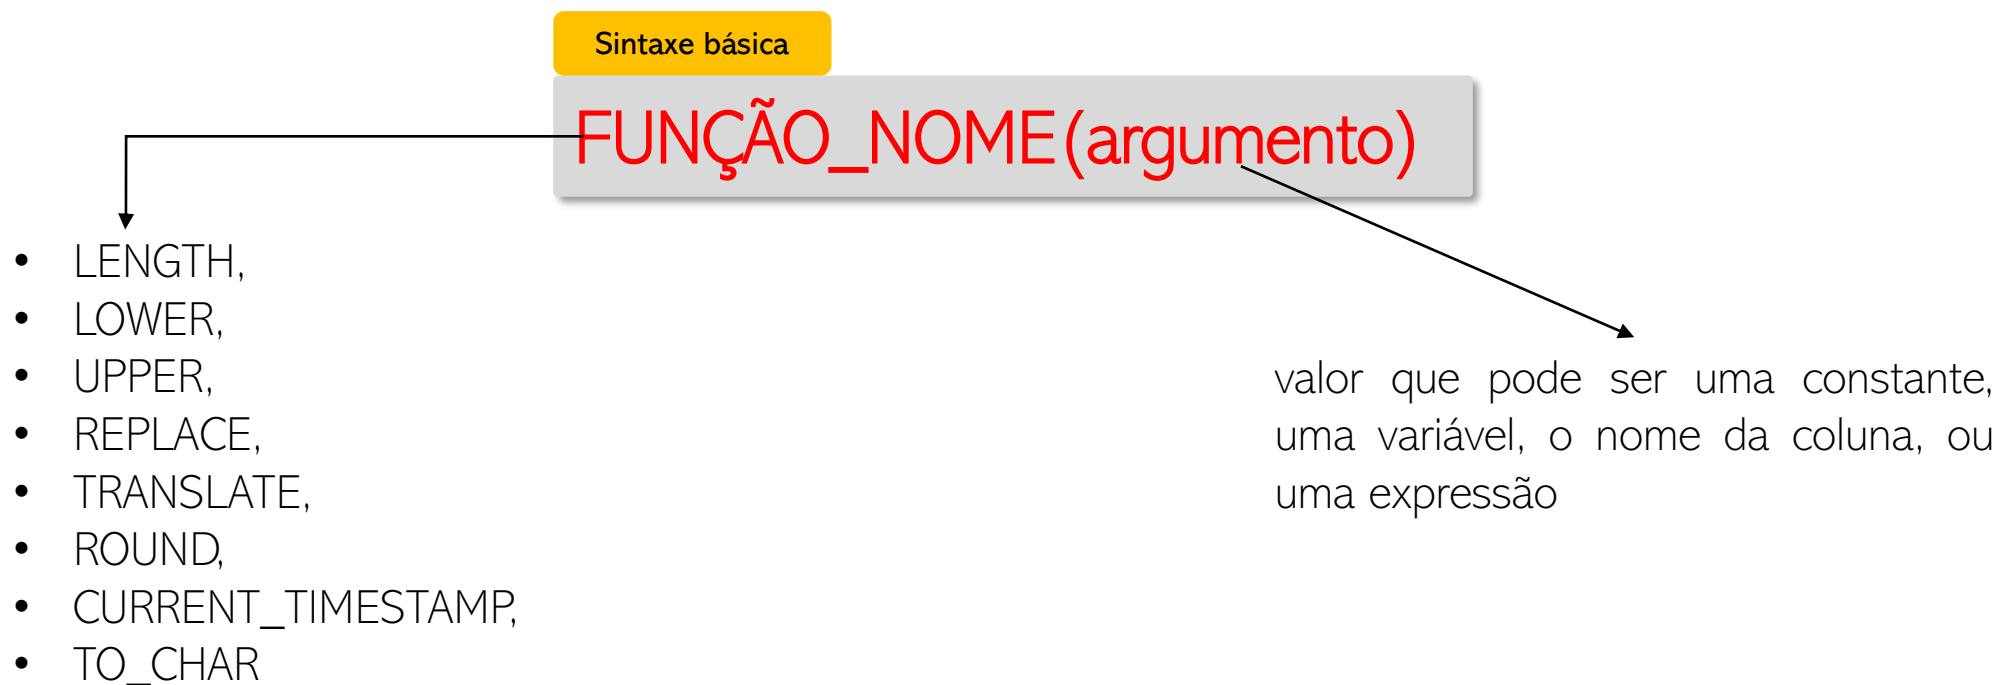 Sintaxe básica
FUNÇÃO_NOME(argumento)
• LENGTH,
• LOWER,
• UPPER,
• REPLACE,
• TRANSLATE,
• ROUND,
• CURRENT_TIMESTAMP,
• TO_CHAR
valor que pode ser uma constante,
uma variável, o nome da coluna, ou
uma expressão